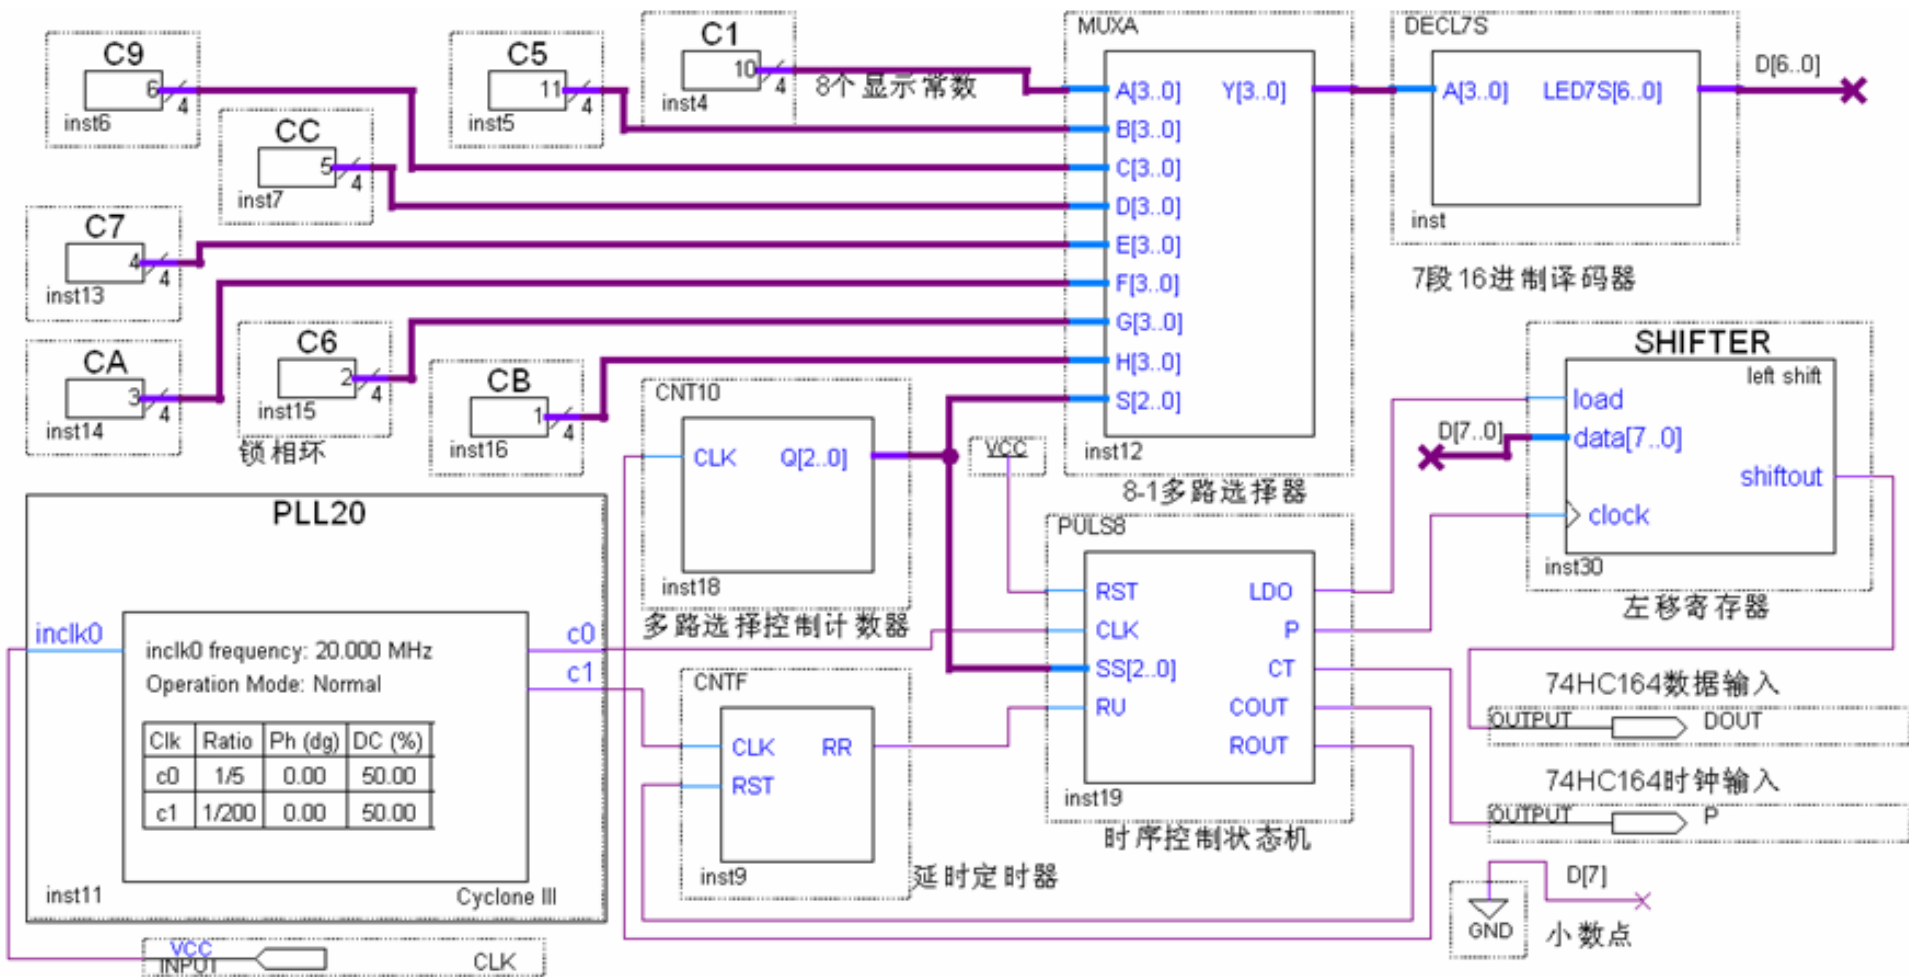 C9
6
4
inst6
C5
11
4
inst5
C1
10
4
inst4
8个显示常数
CC
5
4
inst7
C7
4
4
inst13
CA
3
4
inst14
C6
2
4
inst15
锁相环
CB
1
4
inst16
MUXA
A[3..0]
Y[3..0]
B[3..0]
C[3..0]
D[3..0]
E[3..0]
F[3..0]
G[3..0]
H[3..0]
S[2..0]
inst12
8-1多路选择器
DECL7S
A[3..0]
LED7S[6..0]
D[6..0]
inst
7段16进制译码器
SHIFTER
left shift
load
D[7..0]
data[7..0]
shiftout
clock
inst30
左移寄存器
CNT10
CLK
Q[2..0]
inst18
多路选择控制计数器
VCC
PULS8
RST
LDO
CLK
P
SS[2..0]
CT
RU
COUT
ROUT
inst19
时序控制状态机
PLL20
inclk0
c0
c1
inclk0 frequency: 20.000 MHz
Operation Mode: Normal
Clk Ratio Ph (dg) DC (%)
c0 1/5 0.00 50.00
c1 1/200 0.00 50.00
inst11
Cyclone III
CNTF
CLK
RR
RST
inst9
延时定时器
74HC164数据输入
OUTPUT
DOUT
74HC164时钟输入
OUTPUT
P
D[7]
GND
小数点
VCC
INPUT
CLK